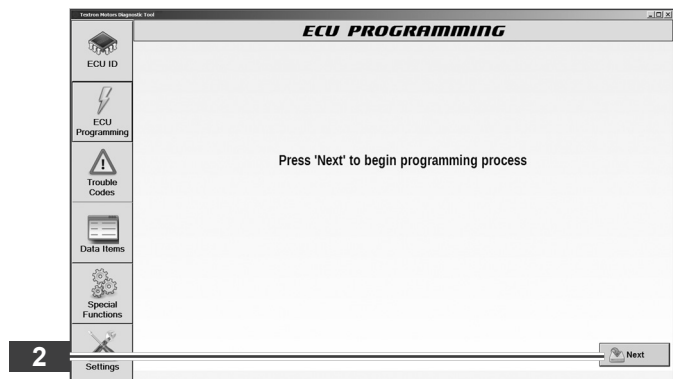 Textron Motors Diagnostic Tool
ECU PROGRAMMING
ECU ID
ECU
Programming
Trouble
Codes
Data Items
Special
Functions
Settings
Press 'Next' to begin programming process
Next
2